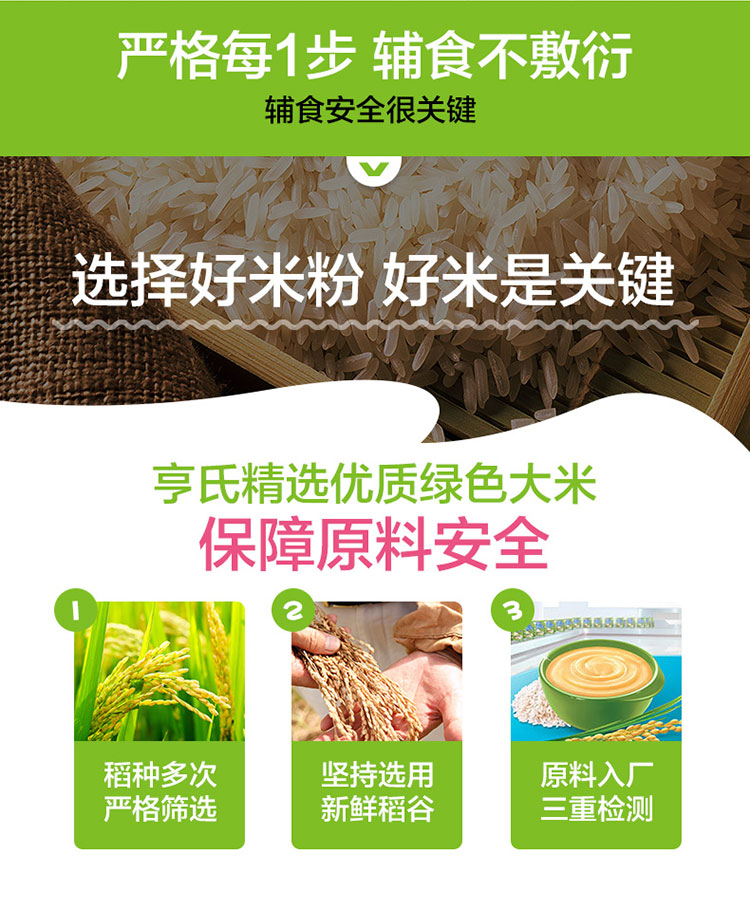 严格每1步 辅食不敷衍
辅食安全很关键
选择好米粉 好米是关键
亨氏精选优质绿色大米
保障原料安全
1
2
3
稻种多次
严格筛选
坚持选用
新鲜稻谷
原料入厂
三重检测